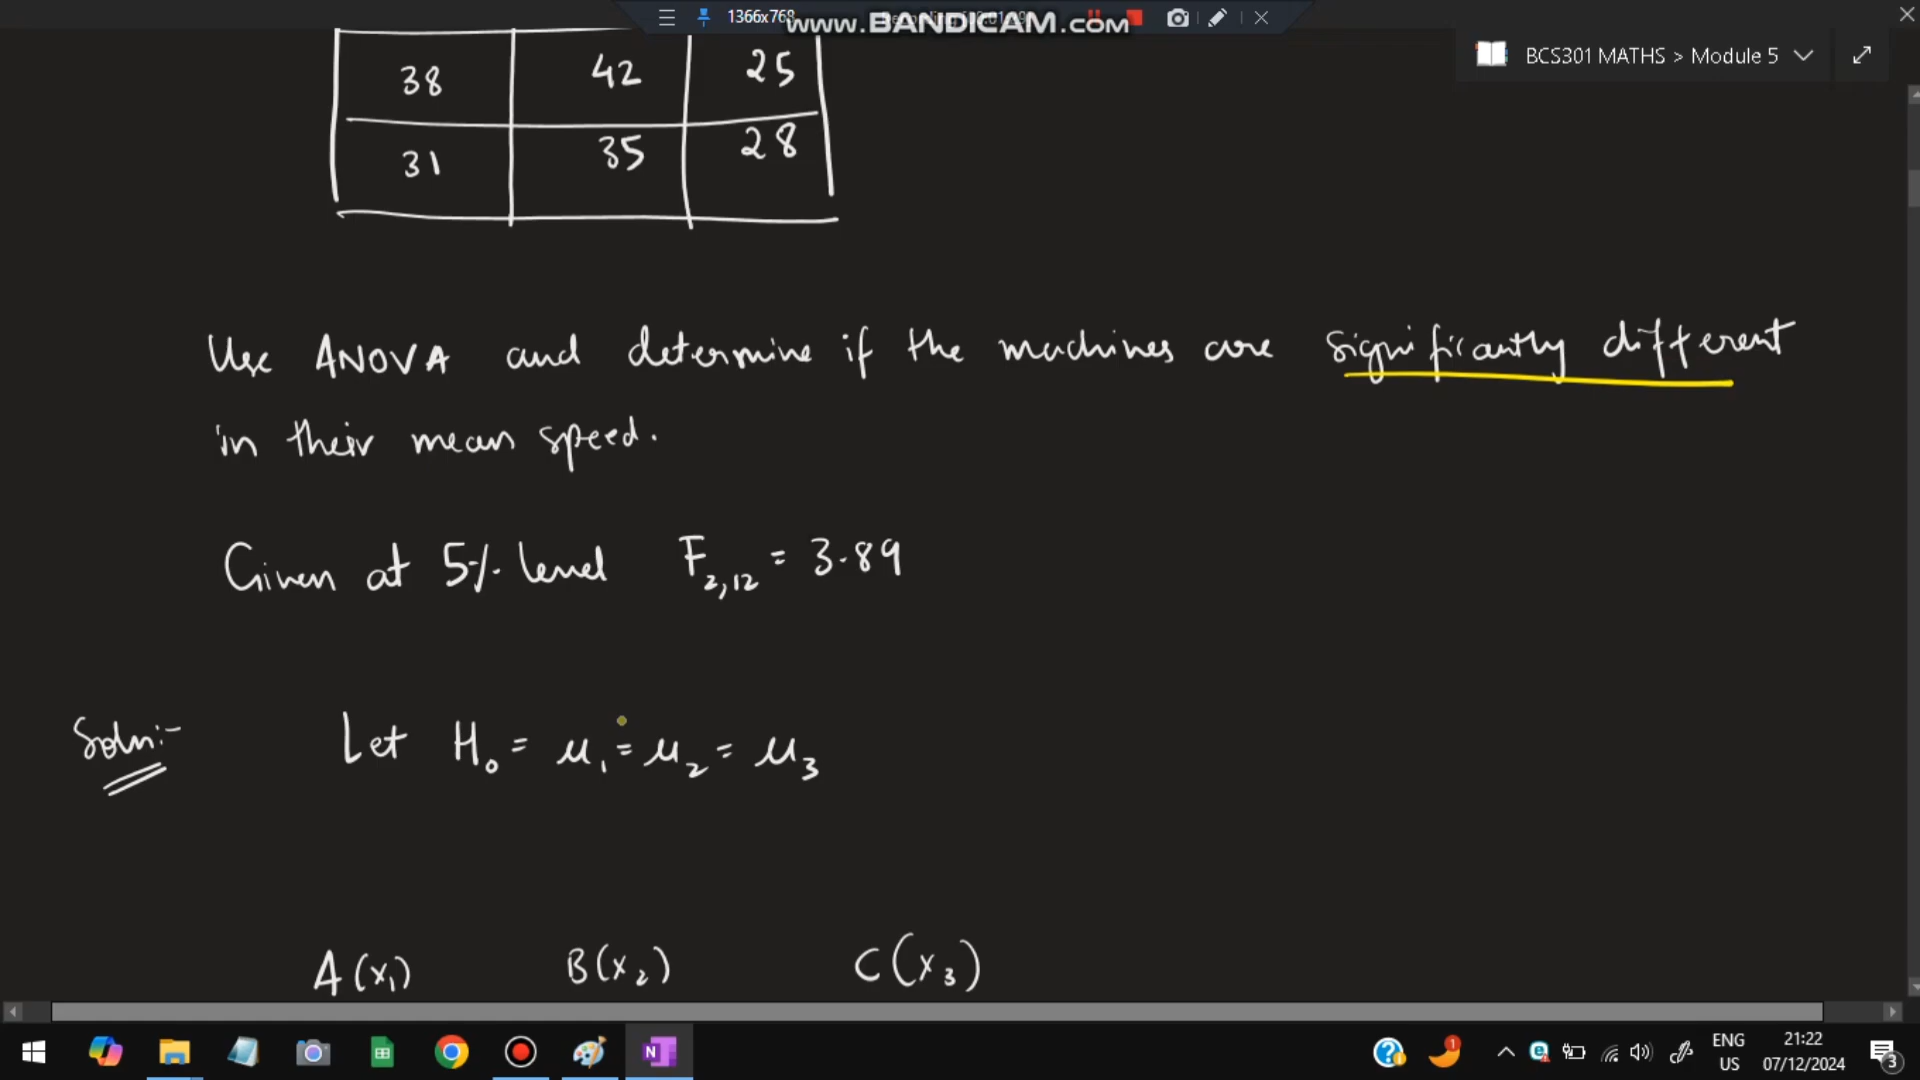 1366x768
www.BANDICAM.com
BCS301 MATHS > Module 5
38 42 25
31 35 28
Use ANOVA and determine if the machines are significantly different
in their mean speed.
Given at 5% level F2,12 = 3.89
Soln:- Let H0 = μ1 = μ2 = μ3
A(x1) B(x2) C(x3)
N
1
ENG
US
21:22
07/12/2024
3